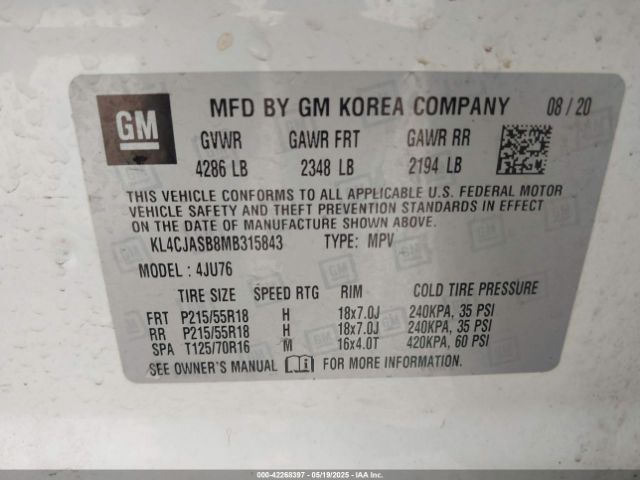 GM
MFD BY GM KOREA COMPANY 08/20
GVWR GAWR FRT GAWR RR
4286 LB 2348 LB 2194 LB
THIS VEHICLE CONFORMS TO ALL APPLICABLE U.S. FEDERAL MOTOR
VEHICLE SAFETY AND THEFT PREVENTION STANDARDS IN EFFECT
ON THE DATE OF MANUFACTURE SHOWN ABOVE.
KL4CJASB8MB315843 TYPE: MPV
MODEL: 4JU76
TIRE SIZE SPEED RTG RIM COLD TIRE PRESSURE
FRT P215/55R18 H 18x7.0J 240KPA, 35 PSI
RR P215/55R18 H 18x7.0J 240KPA, 35 PSI
SPA T125/70R16 M 16x4.0T 420KPA, 60 PSI
SEE OWNER'S MANUAL FOR MORE INFORMATION.
000-42268397 - 05/19/2025 - IAA, Inc.